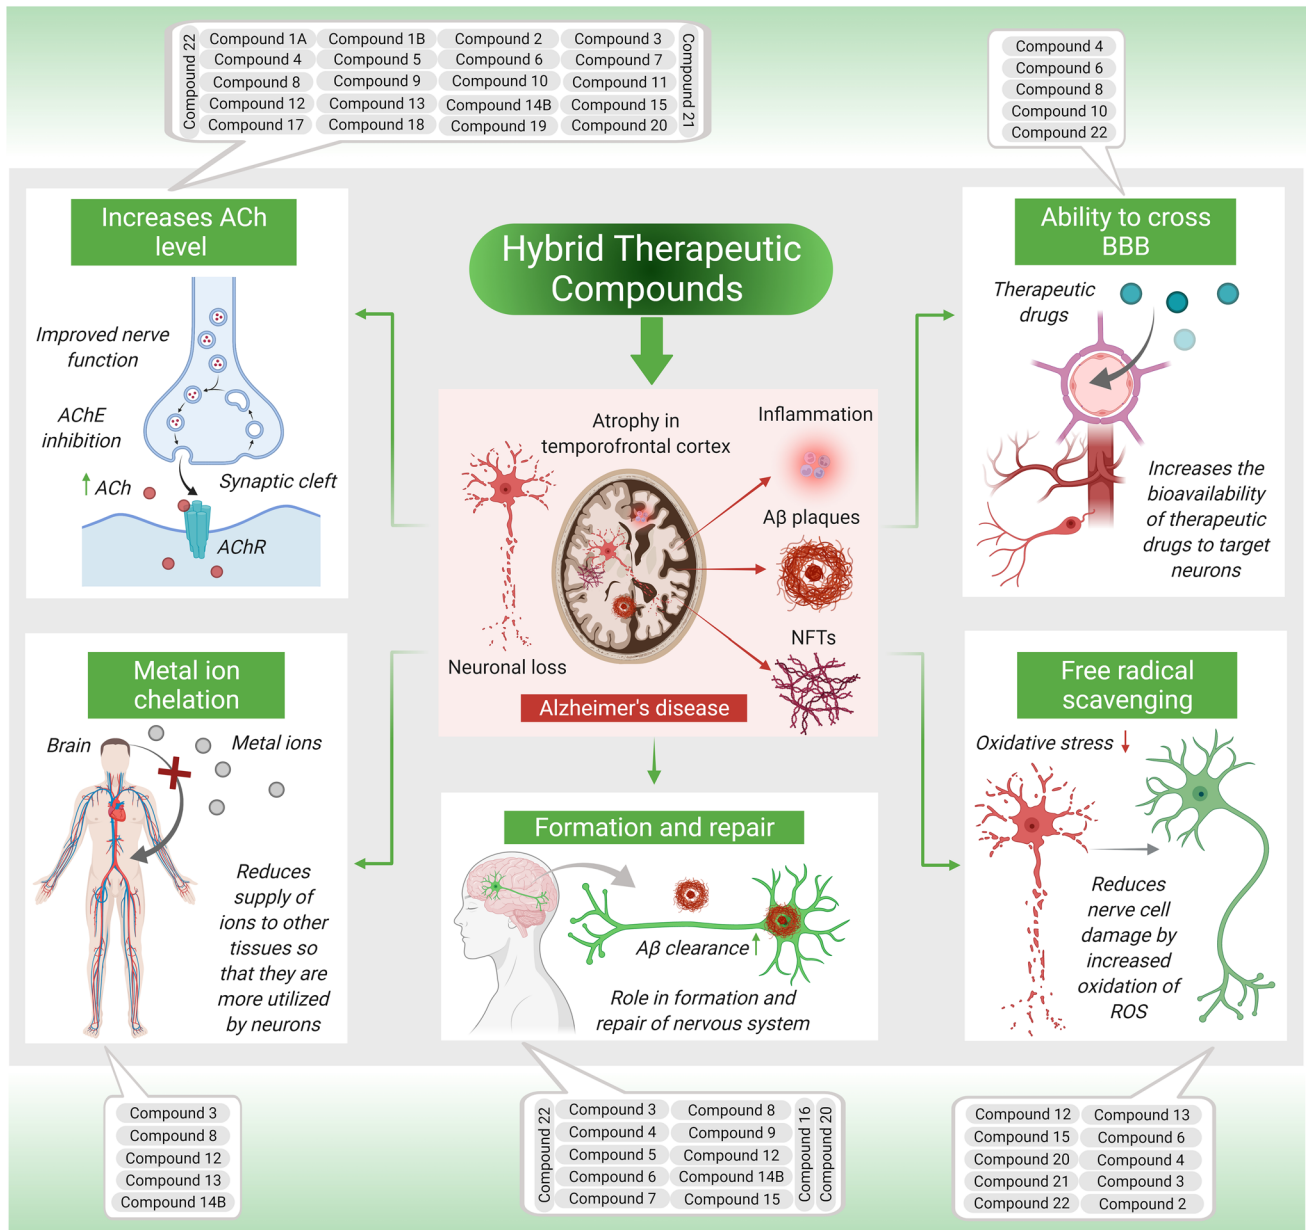 Compound 22
Compound 1A
Compound 1B
Compound 2
Compound 3
Compound 4
Compound 5
Compound 6
Compound 7
Compound 8
Compound 9
Compound 10
Compound 11
Compound 12
Compound 13
Compound 14B
Compound 15
Compound 17
Compound 18
Compound 19
Compound 20
Compound 21
Compound 4
Compound 6
Compound 8
Compound 10
Compound 22
Increases ACh
level
Improved nerve
function
AChE
inhibition
ACh
Synaptic cleft
AChR
Hybrid Therapeutic
Compounds
Atrophy in
temporofrontal cortex
Inflammation
Aβ plaques
NFTs
Neuronal loss
Alzheimer's disease
Ability to cross
BBB
Therapeutic
drugs
Increases the
bioavailability
of therapeutic
drugs to target
neurons
Metal ion
chelation
Brain
Metal ions
Reduces
supply of
ions to other
tissues so
that they are
more utilized
by neurons
Formation and repair
Aβ clearance
Role in formation and
repair of nervous system
Free radical
scavenging
Oxidative stress
Reduces
nerve cell
damage by
increased
oxidation of
ROS
Compound 3
Compound 8
Compound 12
Compound 13
Compound 14B
Compound 22
Compound 3
Compound 8
Compound 4
Compound 9
Compound 5
Compound 12
Compound 6
Compound 14B
Compound 7
Compound 15
Compound 16
Compound 20
Compound 12
Compound 13
Compound 15
Compound 6
Compound 20
Compound 4
Compound 21
Compound 3
Compound 22
Compound 2